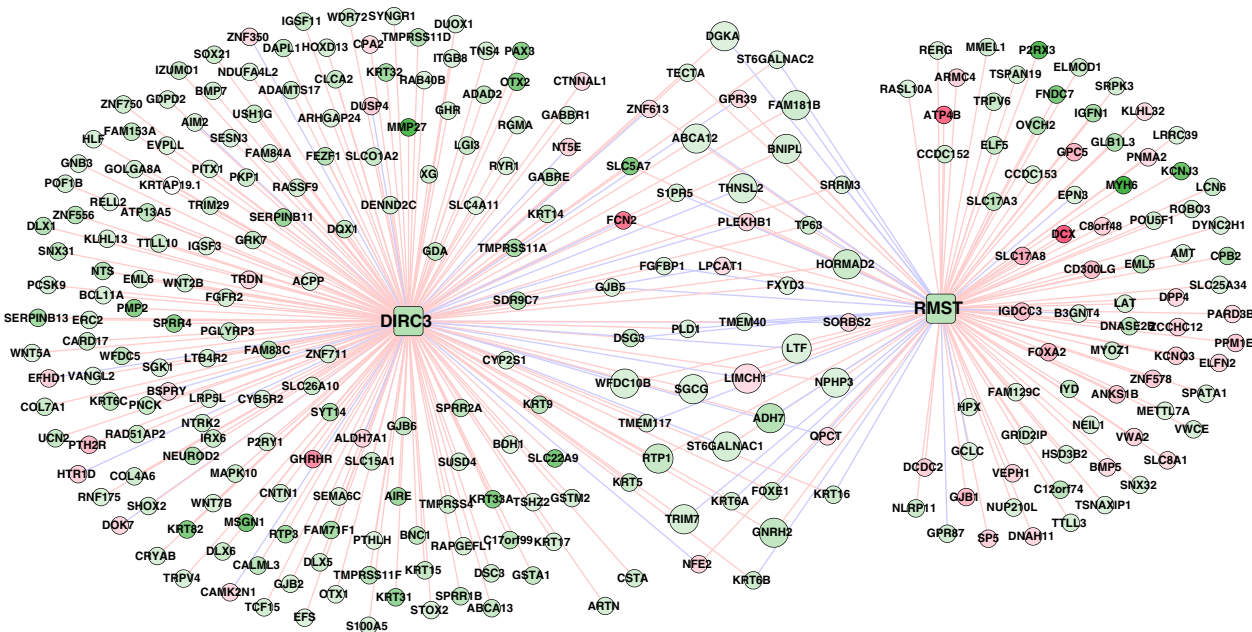 IGSF11
WDR72
SYNGR1
DUOX1
ZNF350
DAPL1
HOXD13
CPA2
TMPRSS11D
SOX21
ITGB8
TNS4
PAX3
DGKA
ST6GALNAC2
RERG
MMEL1
P2RX3
IZUMO1
NDUFA4L2
CLCA2
KRT32
RAB40B
OTX2
CTNNAL1
TECTA
ARMC4
TSPAN19
ELMOD1
BMP7
ADAMTS17
ADAD2
RASL10A
SRPK3
ZNF750
GDPD2
DUSP4
GHR
GABBR1
ZNF613
GPR39
FAM181B
TRPV6
FNDC7
IGFN1
KLHL32
HLF
FAM153A
AIM2
USH1G
ARHGAP24
MMP27
RGMA
ATP4B
OVCH2
GNB3
EVPLL
SESN3
LGI3
NT5E
ABCA12
BNIPL
CCDC152
ELF5
GPC5
GLB1L3
LRRC39
POF1B
GOLGA8A
PITX1
FAM84A
FEZF1
SLCO1A2
XG
RYR1
GABRE
SLC5A7
CCDC153
PNMA2
KCNJ3
RELL2
KRTAP19.1
PKP1
RASSF9
S1PR5
THNSL2
SRRM3
MYH6
LCN6
DLX1
ZNF556
ATP13A5
TRIM29
SERPINB11
DENND2C
SLC4A11
KRT14
FCN2
PLEKHB1
TP63
SLC17A3
EPN3
ROBO3
SNX31
KLHL13
TTLL10
IGSF3
GRK7
DQX1
GDA
TMPRSS11A
DCX
C8orf48
POU5F1
DYNC2H1
PCSK9
NTS
EML6
WNT2B
TRDN
ACPP
FGFBP1
LPCAT1
HORMAD2
SLC17A8
CD300LG
EML5
AMT
CPB2
BCL11A
PMP2
FGFR2
SDR9C7
GJB5
FXYD3
SLC25A34
SERPINB13
ERC2
SPRR4
DIRC3
TMEM40
SORBS2
RMST
IGDCC3
B3GNT4
LAT
DPP4
PARD3B
CARD17
PGLYRP3
PLD1
DNASE2B
ZCCHC12
WNT5A
WFDC5
LTB4R2
FAM83C
ZNF711
CYP2S1
DSG3
LTF
FOXA2
MYOZ1
KCNQ3
PPM1E
ELFN2
EFHD1
VANGL2
SGK1
SLC26A10
WFDC10B
SGCG
LIMCH1
NPHP3
FAM129C
IYD
ANKS1B
ZNF578
SPATA1
COL7A1
KRT6C
BSPRY
PNCK
LRP5L
CYB5R2
SPRR2A
KRT9
ADH7
HPX
METTL7A
UCN2
RAD51AP2
NTRK2
IRX6
SYT14
GJB6
TMEM117
ST6GALNAC1
QPCT
GRID2IP
NEIL1
VWA2
VWCE
PTH2R
NEUROD2
P2RY1
ALDH7A1
BDH1
SLC22A9
RTP1
GCLC
HSD3B2
BMP5
SLC8A1
HTR1D
COL4A6
MAPK10
GHRHR
SLC15A1
SUSD4
KRT5
DCDC2
VEPH1
SNX32
RNF175
SHOX2
WNT7B
CNTN1
SEMA6C
AIRE
TMPRSS4
KRT33A
TSHZ2
GSTM2
KRT6A
FOXE1
KRT16
NLRP11
GJB1
NUP210L
C12orf74
TSNAXIP1
DOK7
KRT82
MSGN1
RTP3
FAM71F1
PTHLH
BNC1
RAPGEFL1
C17orf99
KRT17
TRIM7
GNRH2
GPR87
SP5
DNAH11
TTLL3
CRYAB
DLX6
CALML3
DLX5
TMPRSS11F
KRT15
DSC3
GSTA1
CSTA
NFE2
KRT6B
TRPV4
CAMK2N1
GJB2
OTX1
KRT31
SPRR1B
ABCA13
TCF15
EFS
S100A5
STOX2
ARTN